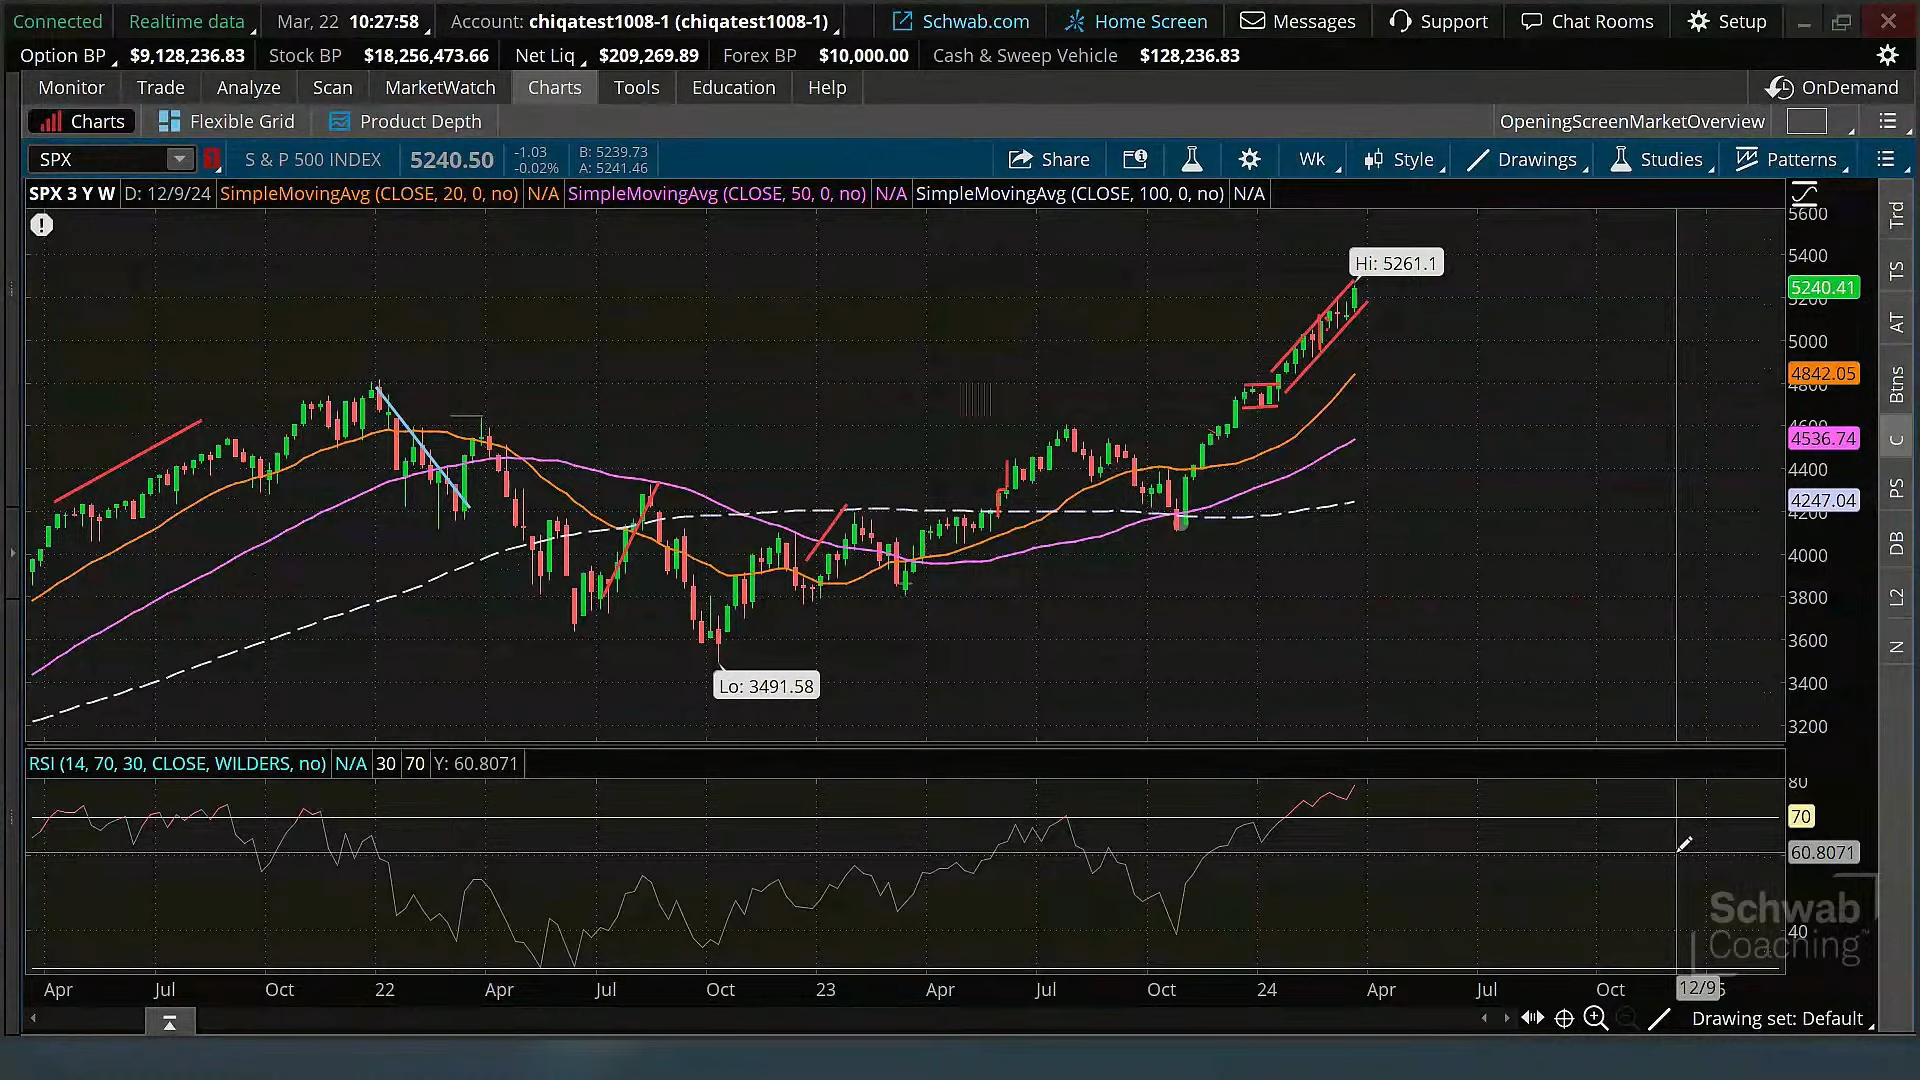 Connected Realtime data Mar, 22 10:27:58 Account: chiqatest1008-1 (chiqatest1008-1) Schwab.com Home Screen Messages Support Chat Rooms Setup
Option BP $9,128,236.83 Stock BP $18,256,473.66 Net Liq $209,269.89 Forex BP $10,000.00 Cash & Sweep Vehicle $128,236.83
Monitor Trade Analyze Scan MarketWatch Charts Tools Education Help OnDemand
Charts Flexible Grid Product Depth OpeningScreenMarketOverview
SPX 1 S & P 500 INDEX 5240.50 -1.03 B: 5239.73 Share Wk Style Drawings Studies Patterns
-0.02% A: 5241.46
SPX 3 Y W D: 12/9/24 SimpleMovingAvg (CLOSE, 20, 0, no) N/A SimpleMovingAvg (CLOSE, 50, 0, no) N/A SimpleMovingAvg (CLOSE, 100, 0, no) N/A
5600
5400
Hi: 5261.1
5240.41
5200
5000
4842.05
4800
4600
4536.74
4400
4247.04
4200
4000
3800
3600
Lo: 3491.58
3400
3200
Trd
TS
AT
Btns
C
PS
DB
L2
N
RSI (14, 70, 30, CLOSE, WILDERS, no) N/A 30 70 Y: 60.8071
80
70
60.8071
40
Schwab
Coaching™
Apr Jul Oct 22 Apr Jul Oct 23 Apr Jul Oct 24 Apr Jul Oct 12/9
Drawing set: Default